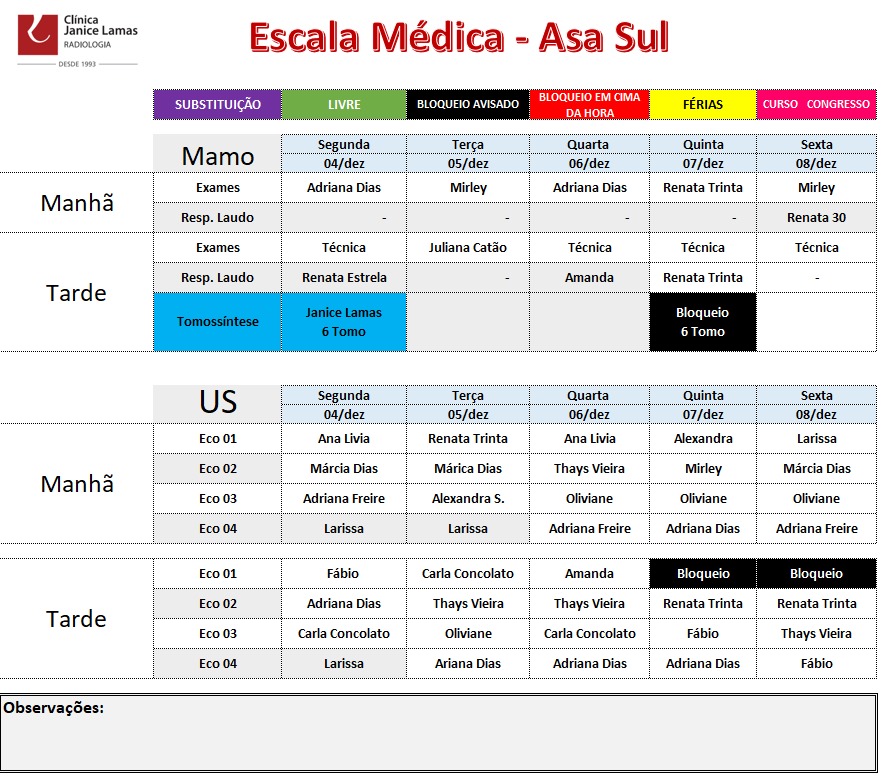 Clínica
Janice Lamas
RADIOLOGIA
DESDE 1993
Escala Médica - Asa Sul
SUBSTITUIÇÃO LIVRE BLOQUEIO AVISADO BLOQUEIO EM CIMA DA HORA FÉRIAS CURSO CONGRESSO
Mamo Segunda Terça Quarta Quinta Sexta
04/dez 05/dez 06/dez 07/dez 08/dez
Manhã
Exames Adriana Dias Mirley Adriana Dias Renata Trinta Mirley
Resp. Laudo - - - - Renata 30
Tarde
Exames Técnica Juliana Catão Técnica Técnica Técnica
Resp. Laudo Renata Estrela - Amanda Renata Trinta -
Tomossíntese Janice Lamas Bloqueio
6 Tomo 6 Tomo
US Segunda Terça Quarta Quinta Sexta
04/dez 05/dez 06/dez 07/dez 08/dez
Manhã
Eco 01 Ana Livia Renata Trinta Ana Livia Alexandra Larissa
Eco 02 Márcia Dias Márica Dias Thays Vieira Mirley Márcia Dias
Eco 03 Adriana Freire Alexandra S. Oliviane Oliviane Oliviane
Eco 04 Larissa Larissa Adriana Freire Adriana Dias Adriana Freire
Tarde
Eco 01 Fábio Carla Concolato Amanda Bloqueio Bloqueio
Eco 02 Adriana Dias Thays Vieira Thays Vieira Renata Trinta Renata Trinta
Eco 03 Carla Concolato Oliviane Carla Concolato Fábio Thays Vieira
Eco 04 Larissa Ariana Dias Adriana Dias Adriana Dias Fábio
Observações: